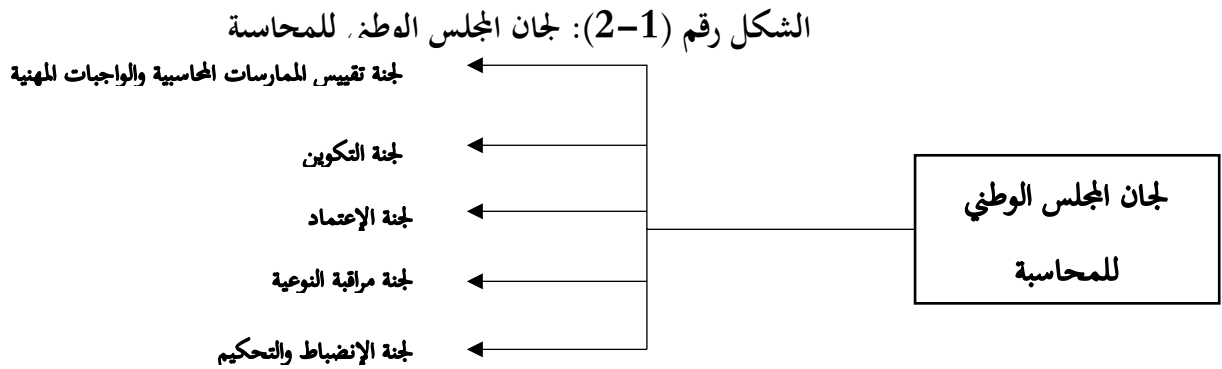 الشكل رقم (1-2): لجان المجلس الوطني للمحاسبة
لجان المجلس الوطني
للمحاسبة
لجنة تقييس الممارسات المحاسبية والواجبات المهنية
لجنة التكوين
لجنة الإعتماد
لجنة مراقبة النوعية
لجنة الإنضباط والتحكيم